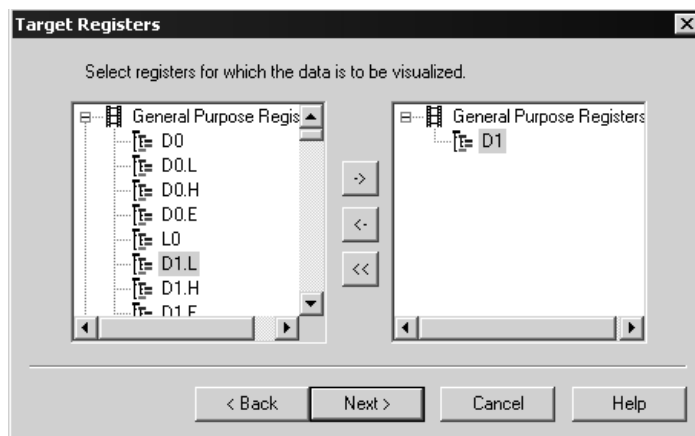 Target Registers
Select registers for which the data is to be visualized.
General Purpose Regis
D0
D0.L
D0.H
D0.E
L0
D1.L
D1.H
D1.E
General Purpose Registers
D1
->
<-
<<
< Back
Next >
Cancel
Help